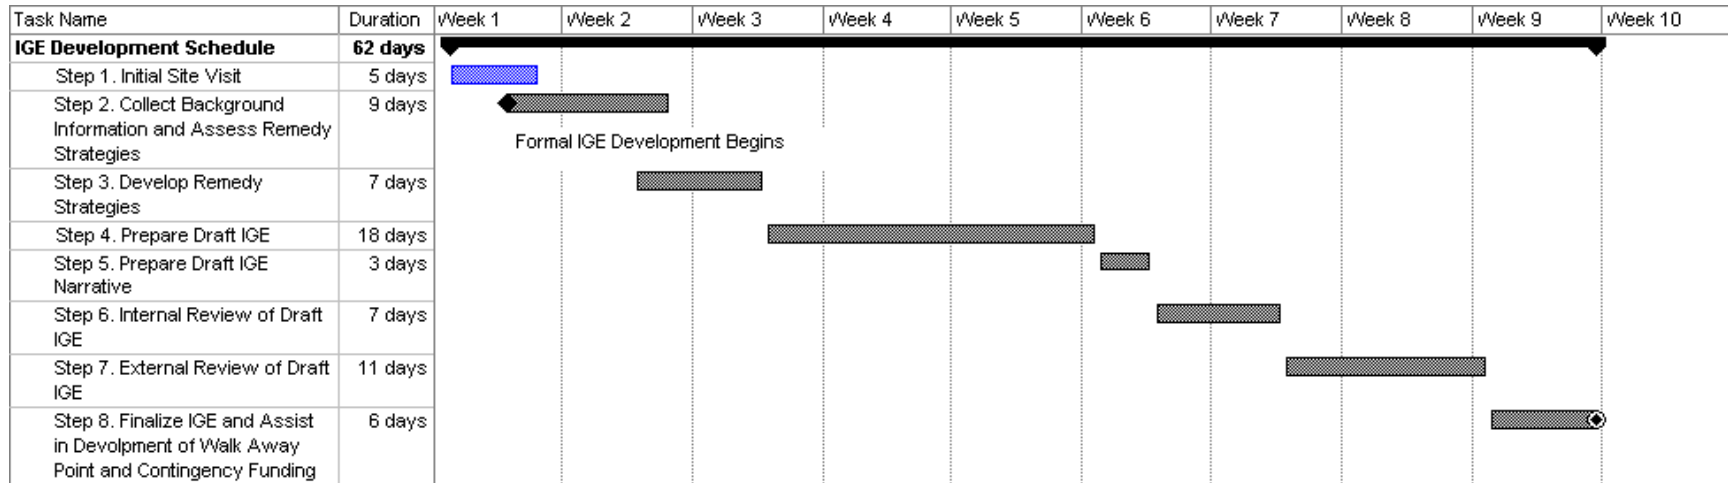 Task Name Duration Week 1 Week 2 Week 3 Week 4 Week 5 Week 6 Week 7 Week 8 Week 9 Week 10
IGE Development Schedule 62 days
Step 1. Initial Site Visit 5 days
Step 2. Collect Background 9 days
Information and Assess Remedy
Strategies
Formal IGE Development Begins
Step 3. Develop Remedy 7 days
Strategies
Step 4. Prepare Draft IGE 18 days
Step 5. Prepare Draft IGE 3 days
Narrative
Step 6. Internal Review of Draft 7 days
IGE
Step 7. External Review of Draft 11 days
IGE
Step 8. Finalize IGE and Assist 6 days
in Devolpment of Walk Away
Point and Contingency Funding